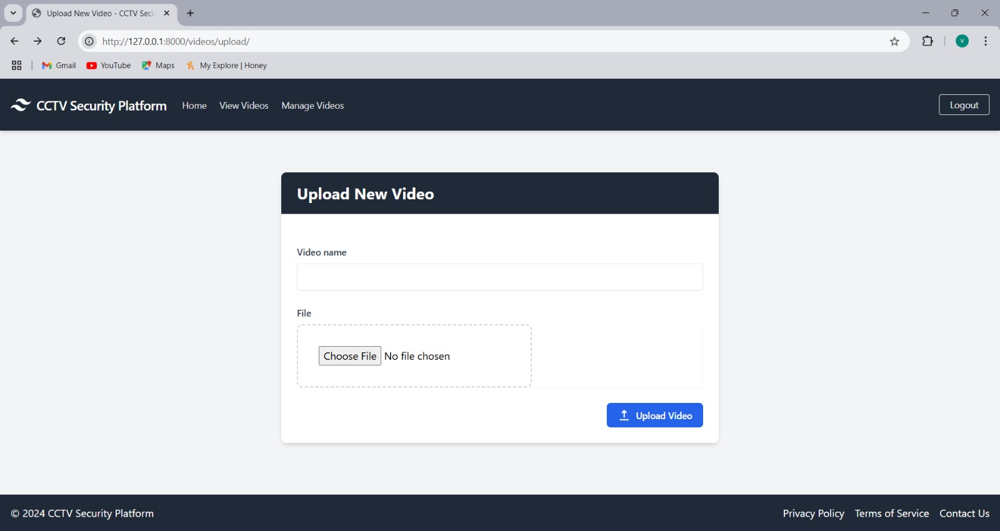 Upload New Video - CCTV Secu
http://127.0.0.1:8000/videos/upload/
V
Gmail YouTube Maps My Explore | Honey
CCTV Security Platform Home View Videos Manage Videos Logout
Upload New Video
Video name
File
Choose File No file chosen
Upload Video
© 2024 CCTV Security Platform Privacy Policy Terms of Service Contact Us